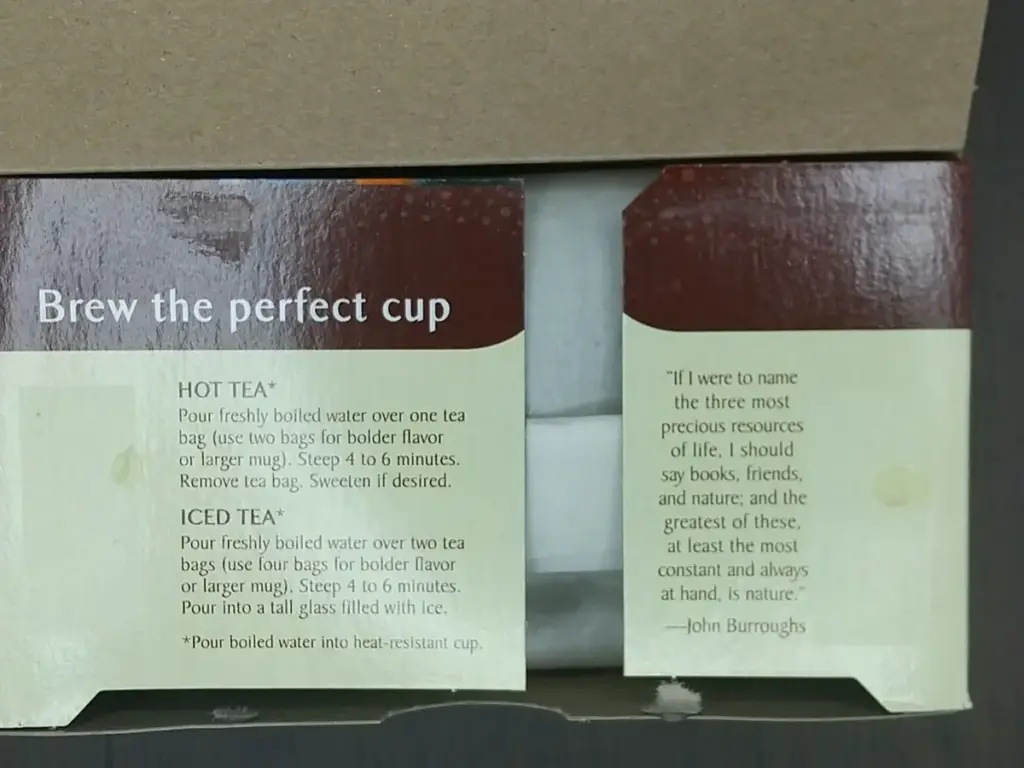 Brew the perfect cup
HOT TEA*
Pour freshly boiled water over one tea
bag (use two bags for bolder flavor
or larger mug). Steep 4 to 6 minutes.
Remove tea bag. Sweeten if desired.
ICED TEA*
Pour freshly boiled water over two tea
bags (use four bags for bolder flavor
or larger mug). Steep 4 to 6 minutes.
Pour into a tall glass filled with ice.
*Pour boiled water into heat-resistant cup.
"If I were to name
the three most
precious resources
of life, I should
say books, friends,
and nature; and the
greatest of these,
at least the most
constant and always
at hand, is nature."
—John Burroughs